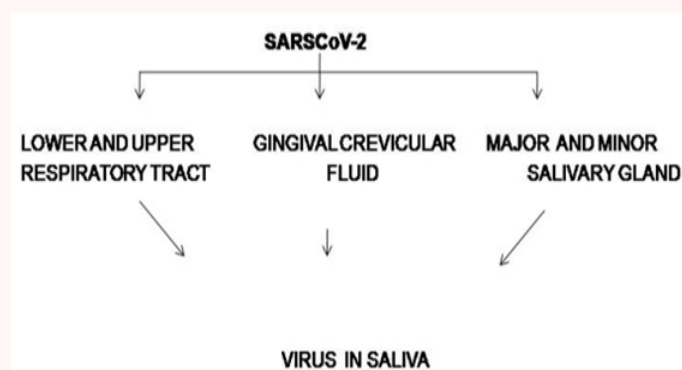 SARSCoV-2
LOWER AND UPPER
RESPIRATORY TRACT
GINGIVAL CREVICULAR
FLUID
MAJOR AND MINOR
SALIVARY GLAND
VIRUS IN SALIVA